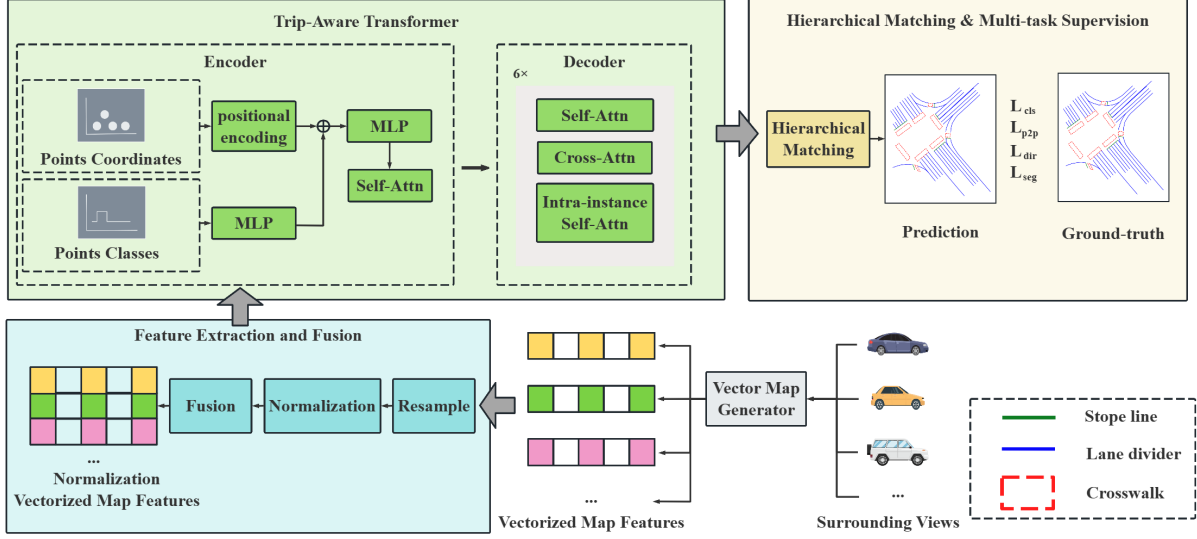 Trip-Aware Transformer
Encoder
Points Coordinates
positional
encoding
MLP
Self-Attn
Points Classes
MLP
Decoder
6×
Self-Attn
Cross-Attn
Intra-instance
Self-Attn
Hierarchical Matching & Multi-task Supervision
Hierarchical
Matching
Prediction
L cls
L p2p
L dir
L seg
Ground-truth
Feature Extraction and Fusion
Fusion
Normalization
Resample
...
Normalization
Vectorized Map Features
...
Vectorized Map Features
Vector Map
Generator
...
Surrounding Views
Stope line
Lane divider
Crosswalk